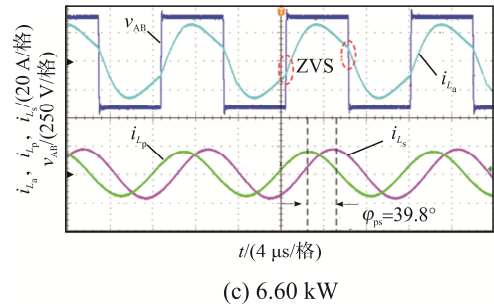 v_AB
ZVS
i_La
i_La, i_Lp, i_Ls/(20 A/格)
v_AB/(250 V/格)
i_Lp
i_Ls
φ_ps=39.8°
t/(4 μs/格)
(c) 6.60 kW